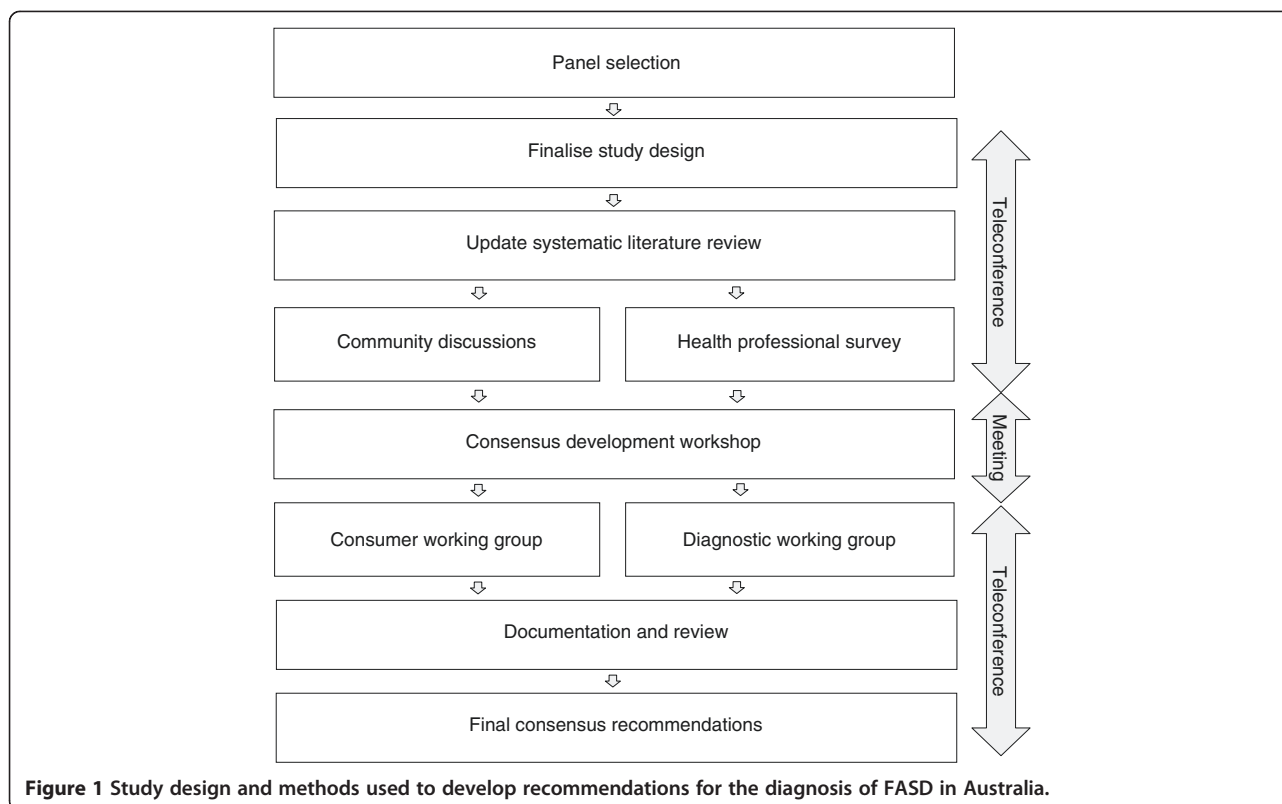 Panel selection
Finalise study design
Update systematic literature review
Community discussions
Health professional survey
Teleconference
Consensus development workshop
Meeting
Consumer working group
Diagnostic working group
Documentation and review
Final consensus recommendations
Teleconference
Figure 1 Study design and methods used to develop recommendations for the diagnosis of FASD in Australia.